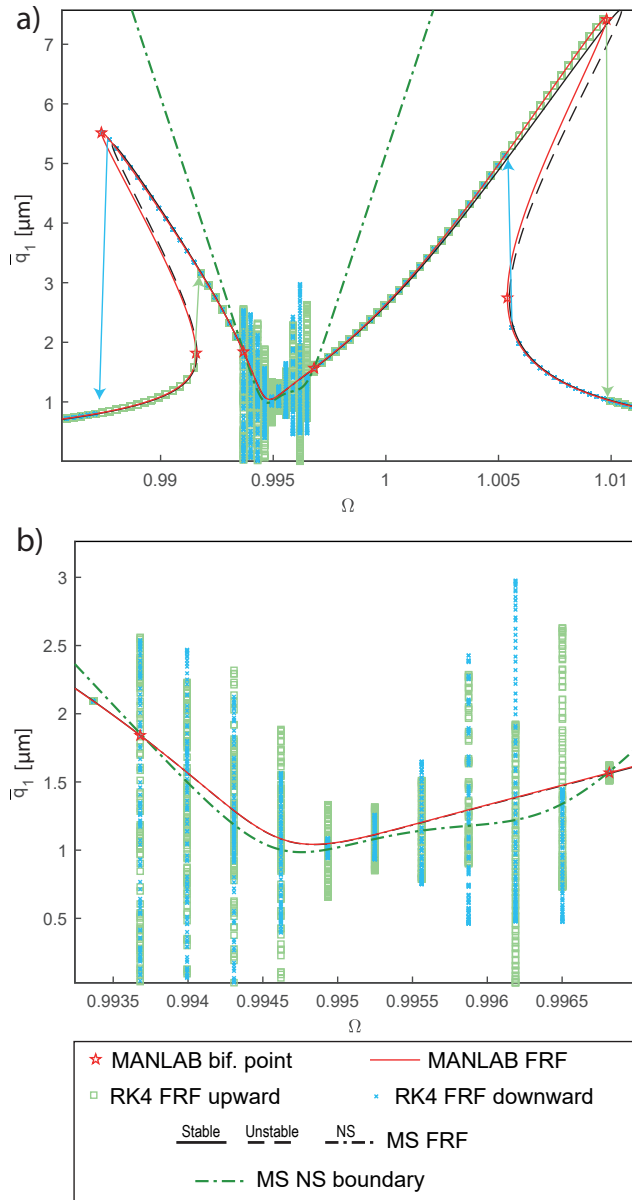 a)
7
6
5
4
3
2
1
q̅₁ [µm]
0.99
0.995
1
1.005
1.01
Ω
b)
3
2.5
2
1.5
1
0.5
q̅₁ [µm]
0.9935
0.994
0.9945
0.995
0.9955
0.996
0.9965
Ω
MANLAB bif. point
MANLAB FRF
RK4 FRF upward
RK4 FRF downward
Stable Unstable NS MS FRF
MS NS boundary